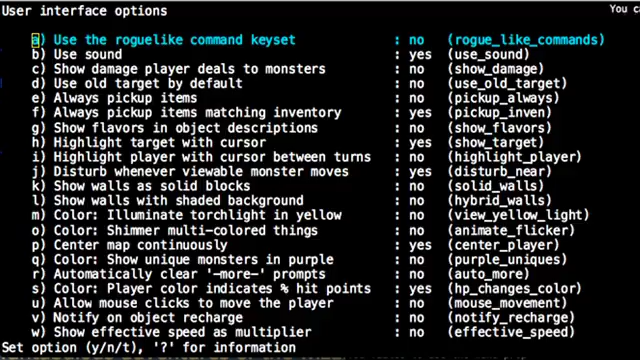 User interface options
You ca
a) Use the roguelike command keyset : no (rogue_like_commands)
b) Use sound : yes (use_sound)
c) Show damage player deals to monsters : no (show_damage)
d) Use old target by default : no (use_old_target)
e) Always pickup items : no (pickup_always)
f) Always pickup items matching inventory : yes (pickup_inven)
g) Show flavors in object descriptions : no (show_flavors)
h) Highlight target with cursor : yes (show_target)
i) Highlight player with cursor between turns : no (highlight_player)
j) Disturb whenever viewable monster moves : yes (disturb_near)
k) Show walls as solid blocks : no (solid_walls)
l) Show walls with shaded background : no (hybrid_walls)
m) Color: Illuminate torchlight in yellow : no (view_yellow_light)
o) Color: Shimmer multi-colored things : no (animate_flicker)
p) Center map continuously : yes (center_player)
q) Color: Show unique monsters in purple : no (purple_uniques)
r) Automatically clear '-more-' prompts : no (auto_more)
s) Color: Player color indicates % hit points : yes (hp_changes_color)
u) Allow mouse clicks to move the player : no (mouse_movement)
v) Notify on object recharge : no (notify_recharge)
w) Show effective speed as multiplier : no (effective_speed)
Set option (y/n/t), '?' for information